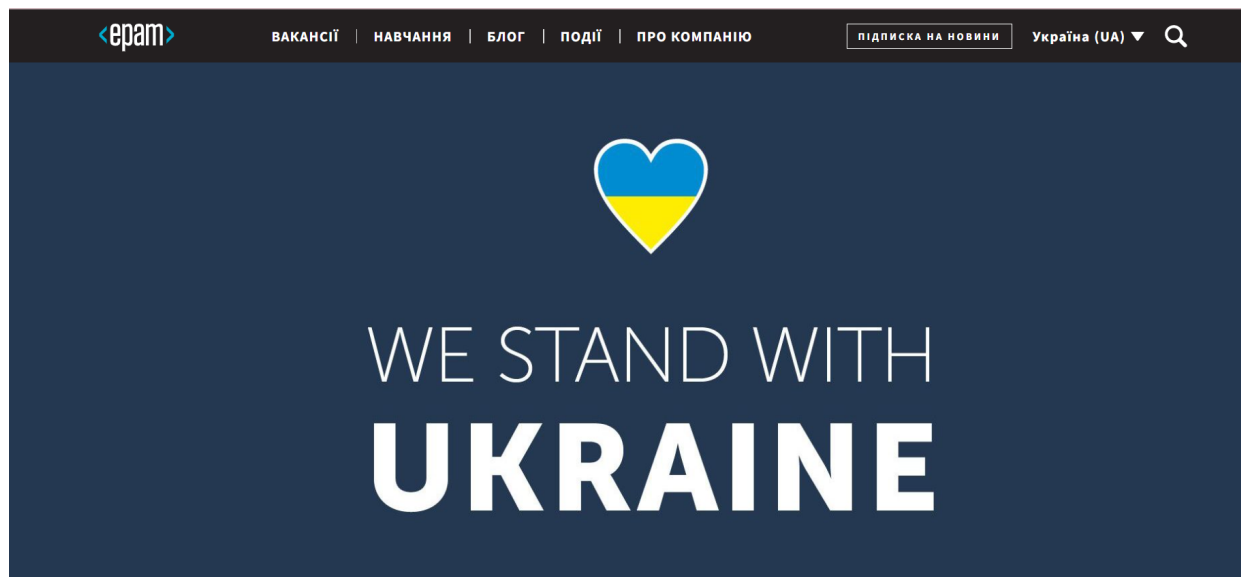 <epam> ВАКАНСІЇ | НАВЧАННЯ | БЛОГ | ПОДІЇ | ПРО КОМПАНІЮ ПІДПИСКА НА НОВИНИ Україна (UA)
WE STAND WITH
UKRAINE